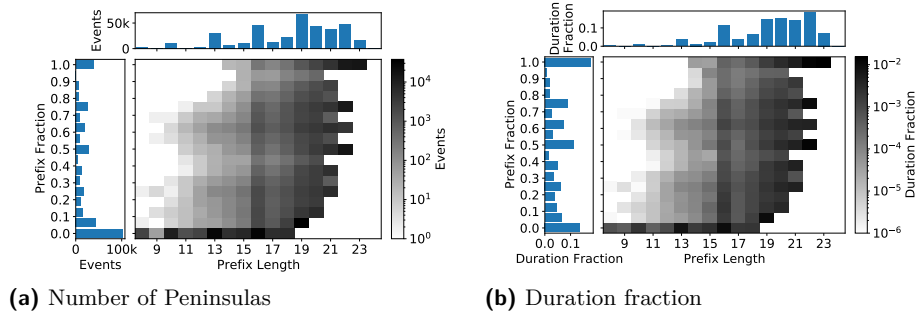 Events
50k
0
1.0
0.9
0.8
0.7
0.6
0.5
0.4
0.3
0.2
0.1
0.0
Prefix Fraction
0
100k
Events
9 11 13 15 17 19 21 23
Prefix Length
10^4
10^3
10^2
10^1
10^0
Events
(a) Number of Peninsulas
Duration
Fraction
0.1
0.0
1.0
0.9
0.8
0.7
0.6
0.5
0.4
0.3
0.2
0.1
0.0
Prefix Fraction
0.0 0.1
Duration Fraction
9 11 13 15 17 19 21 23
Prefix Length
10^-2
10^-3
10^-4
10^-5
10^-6
Duration Fraction
(b) Duration fraction